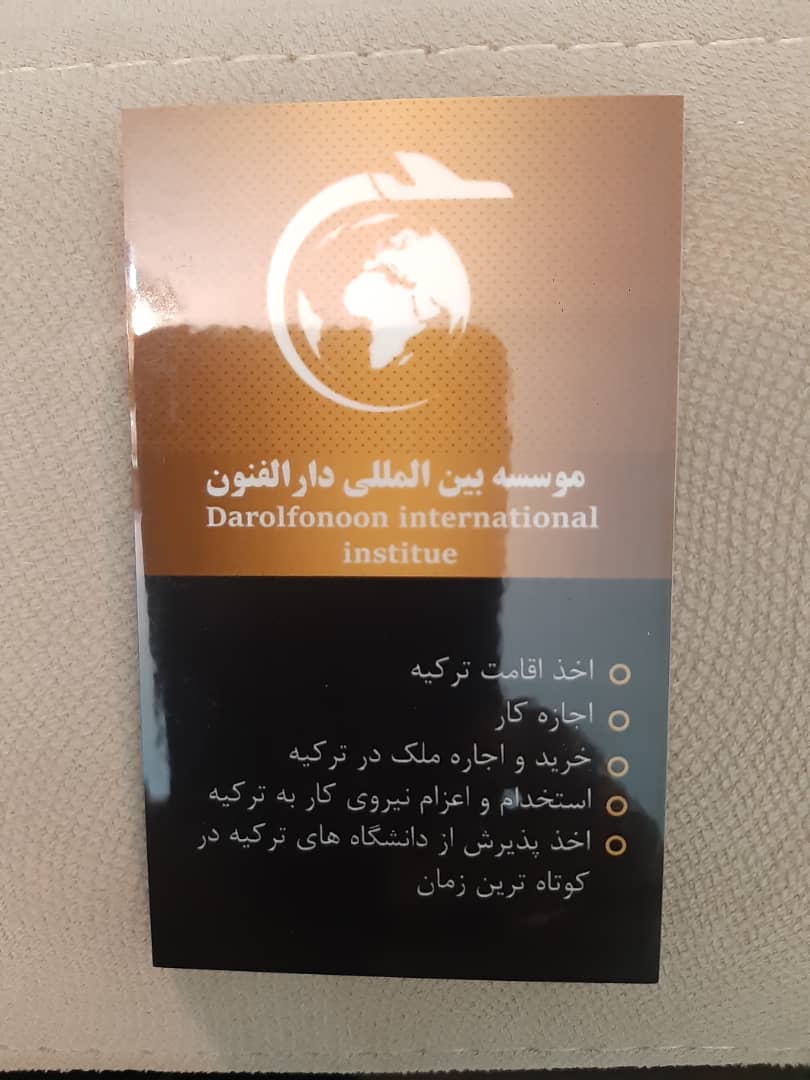 موسسه بین المللی دارالفنون
Darolfonoon international
institue
اخذ اقامت ترکیه
اجازه کار
خرید و اجاره ملک در ترکیه
استخدام و اعزام نیروی کار به ترکیه
اخذ پذیرش از دانشگاه های ترکیه در
کوتاه ترین زمان